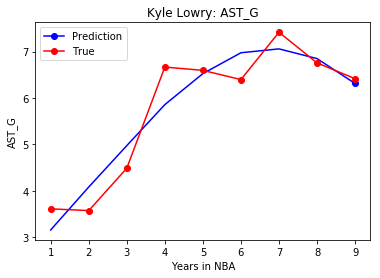 Kyle Lowry: AST_G
Prediction
True
7
6
5
4
3
AST_G
1 2 3 4 5 6 7 8 9
Years in NBA